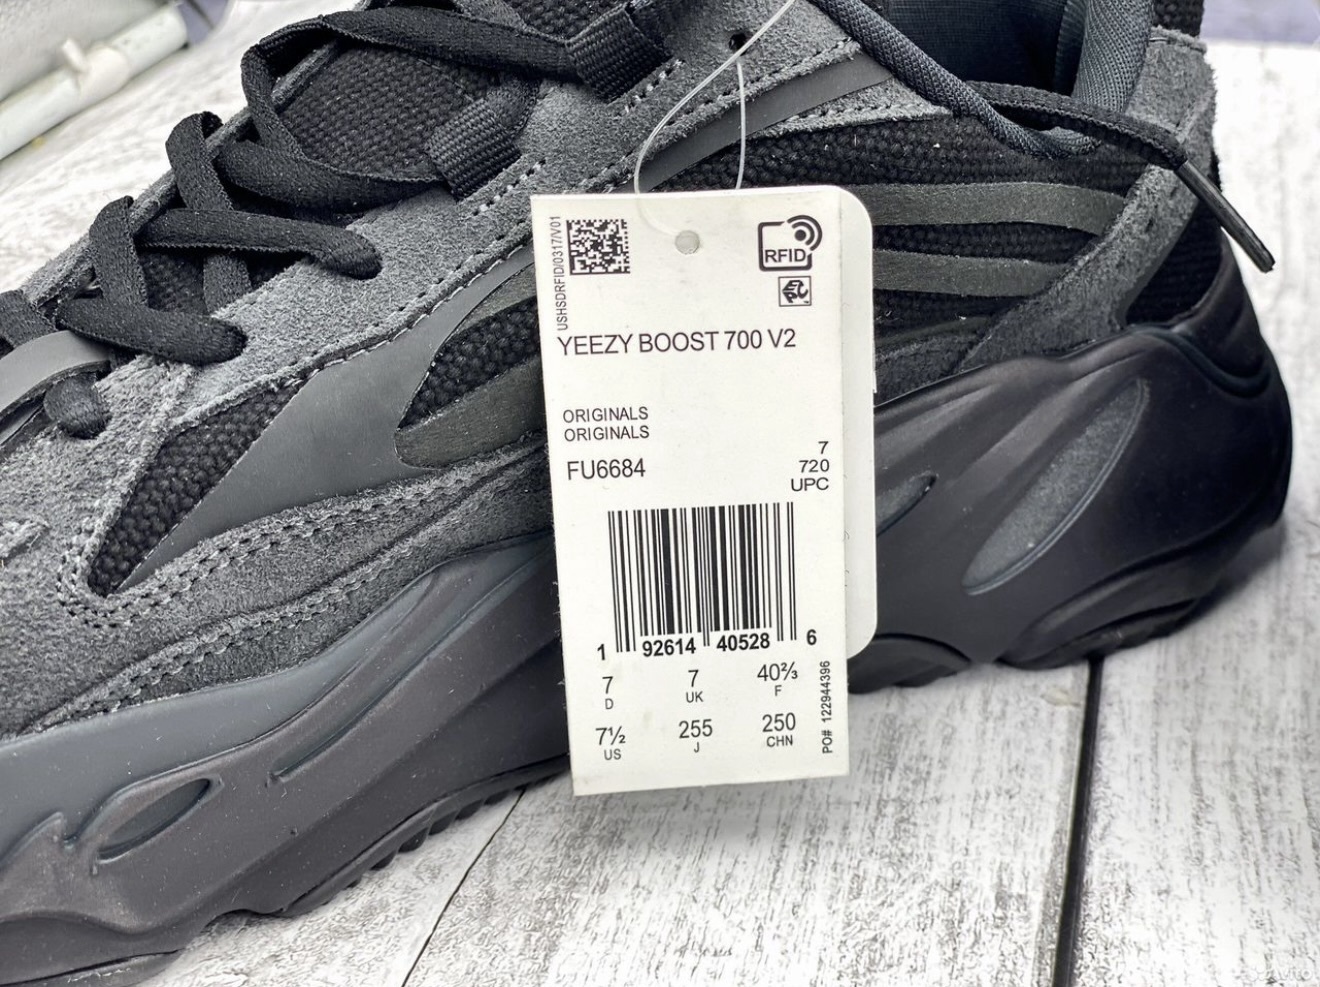 USHSDRFID/0317/V01
RFID
YEEZY BOOST 700 V2
ORIGINALS
ORIGINALS
FU6684
7
720
UPC
1 92614 40528 6
7 7 40⅔
D UK F
7½ 255 250
US J CHN
PO# 122944396
Avito